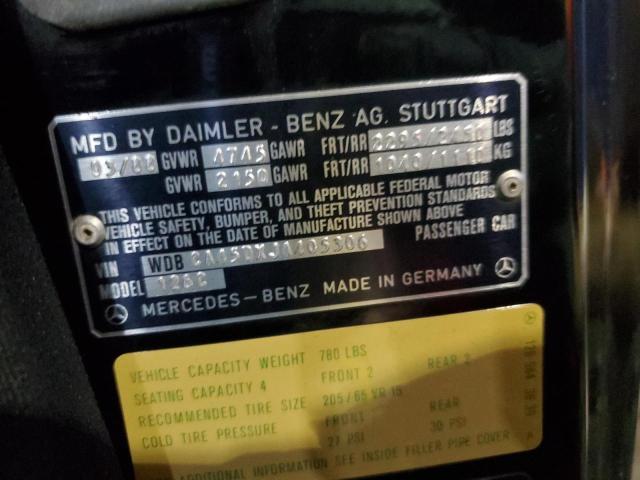 MFD BY DAIMLER - BENZ AG. STUTTGART
03/88 GVWR 4745 GAWR FRT/RR LBS
GVWR 2150 GAWR FRT/RR KG
THIS VEHICLE CONFORMS TO ALL APPLICABLE FEDERAL MOTOR
VEHICLE SAFETY, BUMPER, AND THEFT PREVENTION STANDARDS
IN EFFECT ON THE DATE OF MANUFACTURE SHOWN ABOVE
VIN WDB PASSENGER CAR
MODEL
MERCEDES-BENZ MADE IN GERMANY
VEHICLE CAPACITY WEIGHT 780 LBS
SEATING CAPACITY 4 FRONT 2 REAR 2
RECOMMENDED TIRE SIZE 205/65 VR 15
COLD TIRE PRESSURE FRONT REAR
27 PSI 30 PSI
ADDITIONAL INFORMATION SEE INSIDE FILLER PIPE COVER